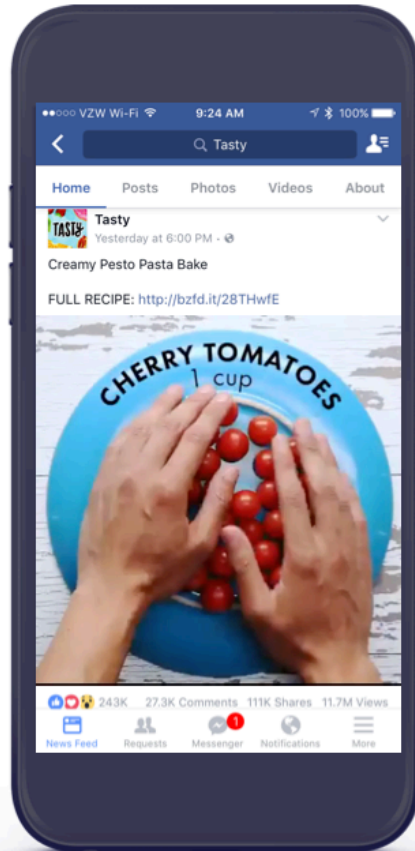 VZW Wi-Fi 9:24 AM 100%
Tasty
Home Posts Photos Videos About
TASTY
Tasty
Yesterday at 6:00 PM
Creamy Pesto Pasta Bake
FULL RECIPE: http://bzfd.it/28THwfE
CHERRY TOMATOES
1 cup
243K 27.3K Comments 111K Shares 11.7M Views
1
News Feed Requests Messenger Notifications More